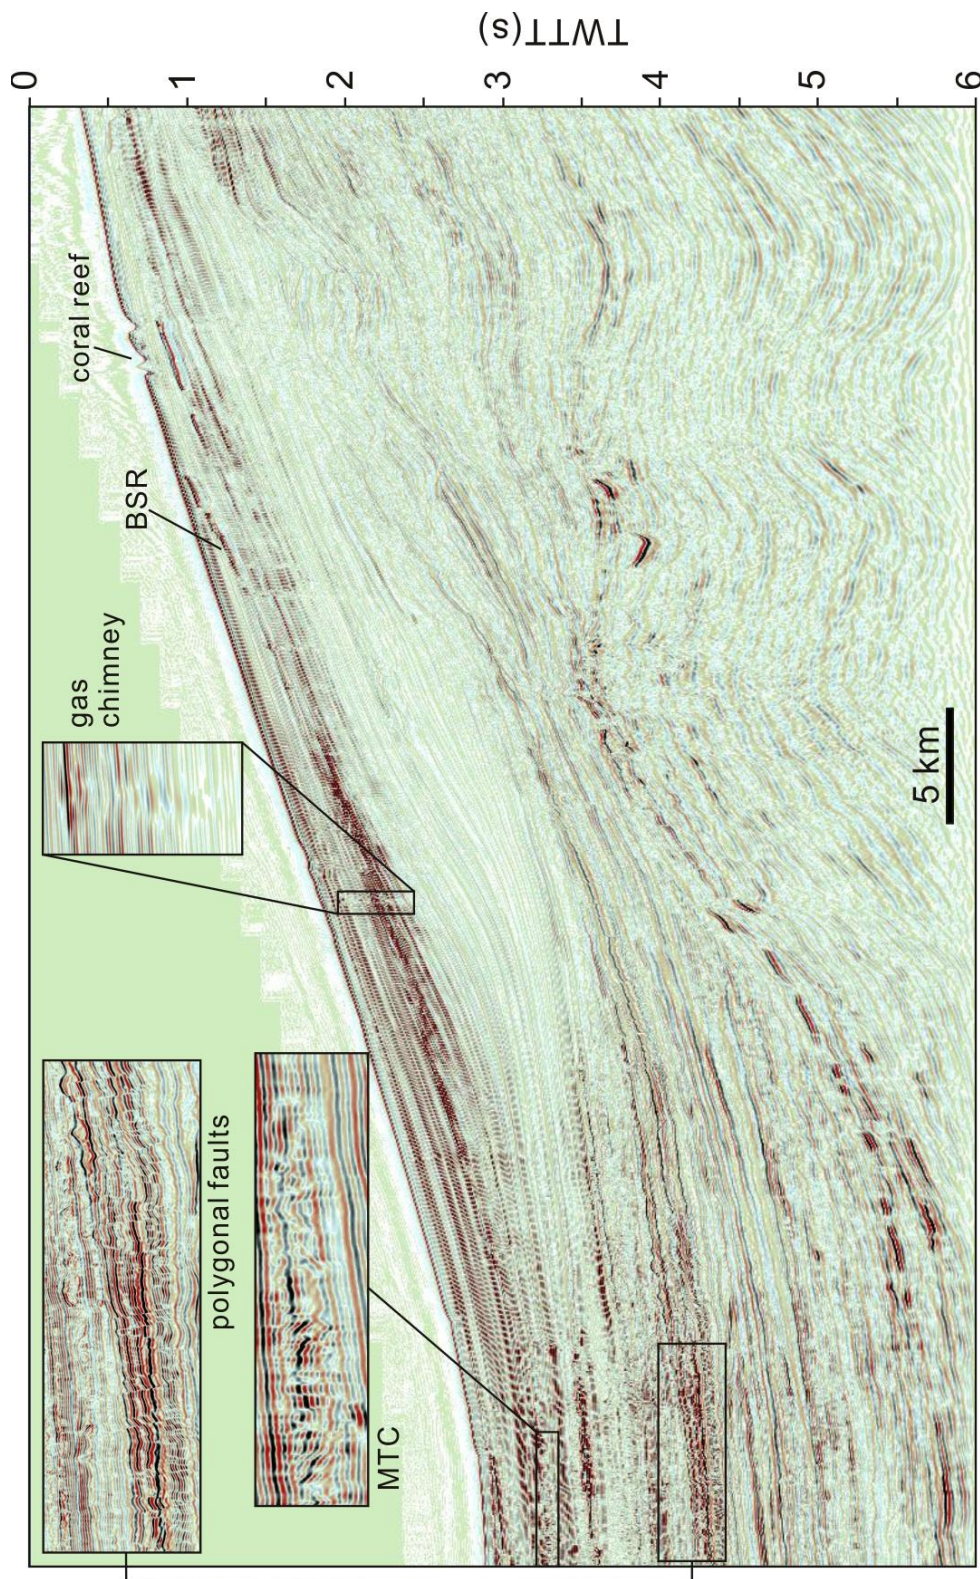 TWTT(s)
0
1
2
3
4
5
6
coral reef
BSR
gas
chimney
5 km
polygonal faults
MTC